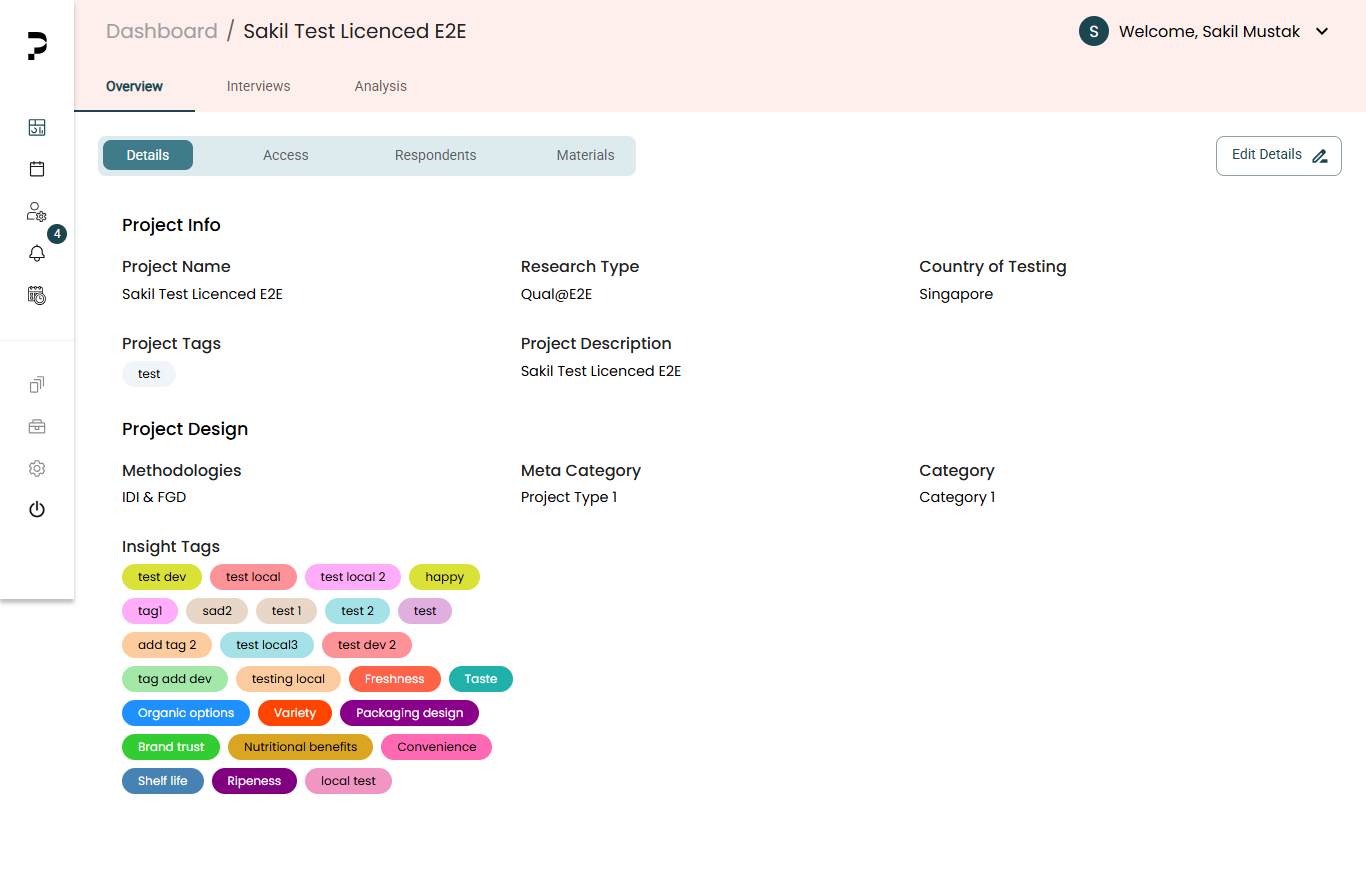 Dashboard / Sakil Test Licenced E2E
S Welcome, Sakil Mustak
Overview Interviews Analysis
Details Access Respondents Materials
Edit Details
4
Project Info
Project Name Research Type Country of Testing
Sakil Test Licenced E2E Qual@E2E Singapore
Project Tags Project Description
test Sakil Test Licenced E2E
Project Design
Methodologies Meta Category Category
IDI & FGD Project Type 1 Category 1
Insight Tags
test dev test local test local 2 happy
tag1 sad2 test 1 test 2 test
add tag 2 test local3 test dev 2
tag add dev testing local Freshness Taste
Organic options Variety Packaging design
Brand trust Nutritional benefits Convenience
Shelf life Ripeness local test